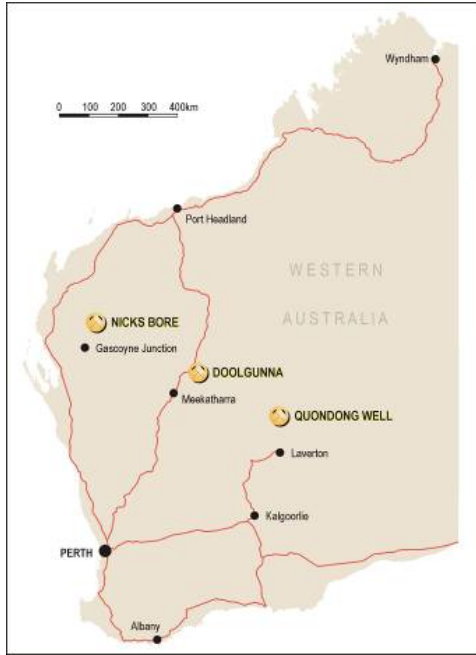 Wyndham
0 100 200 300 400km
Port Headland
WESTERN
AUSTRALIA
NICKS BORE
Gascoyne Junction
DOOLGUNNA
Meekatharra
QUONDONG WELL
Laverton
Kalgoorlie
PERTH
Albany